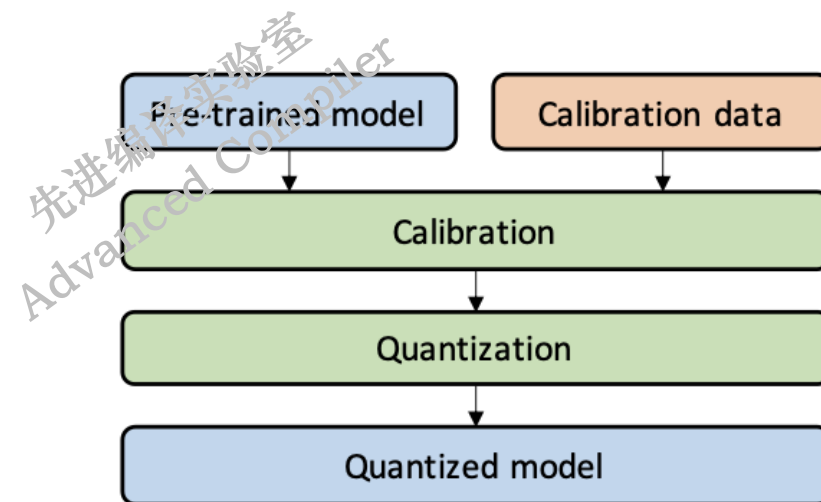 先进编译实验室
Advanced Compiler
Pre-trained model
Calibration data
Calibration
Quantization
Quantized model